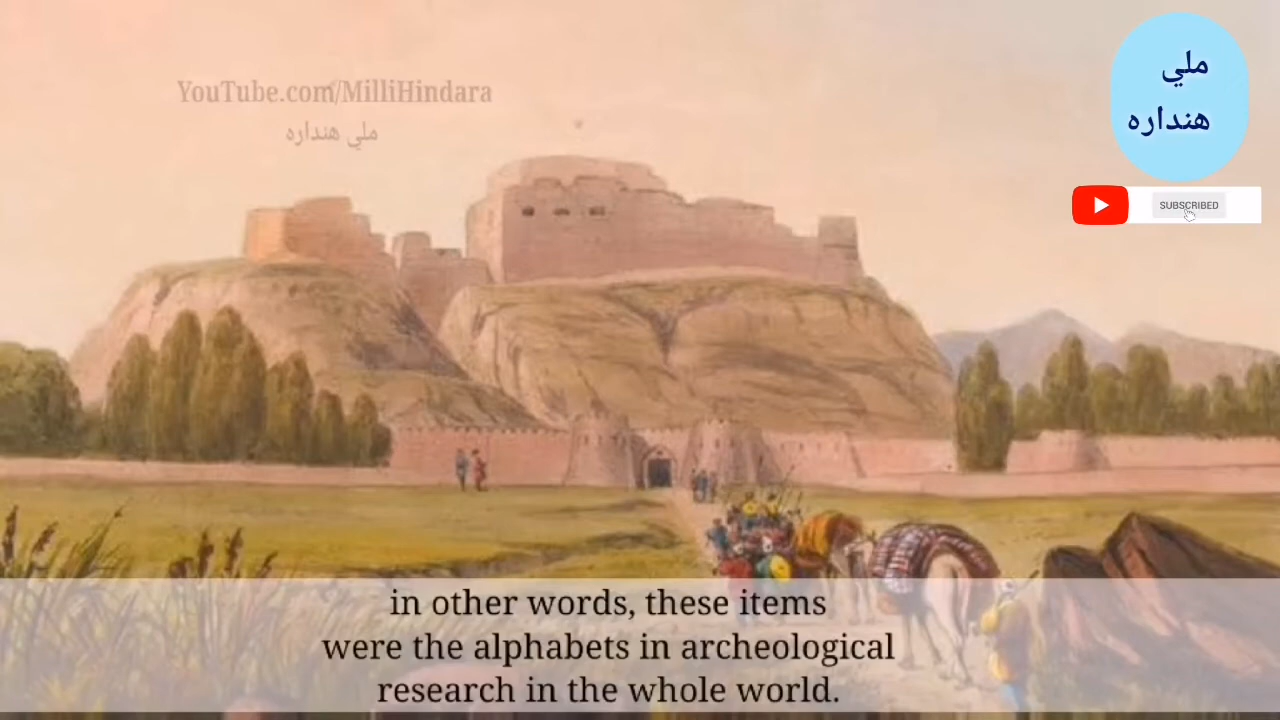 YouTube.com/MilliHindara
ملي هنداره
ملي
هنداره
SUBSCRIBED
in other words, these items
were the alphabets in archeological
research in the whole world.